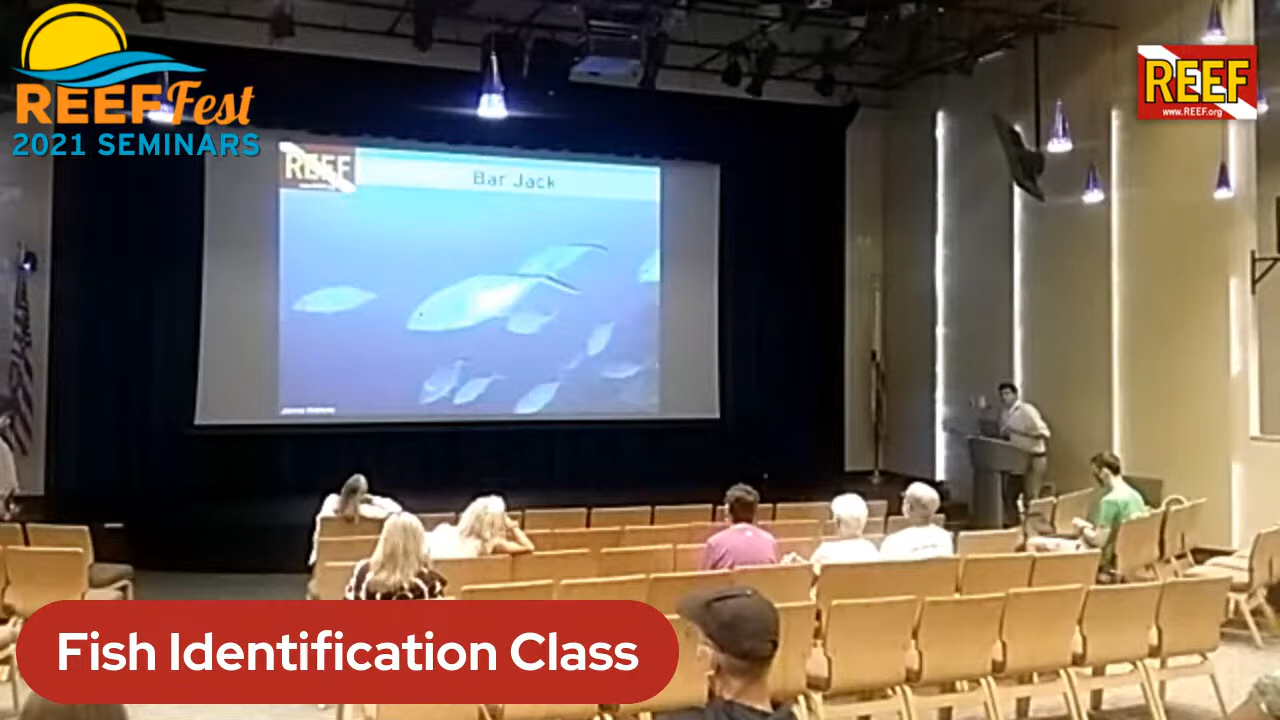 REEF Fest
2021 SEMINARS
REEF
www.REEF.org
REEF
Bar Jack
Fish Identification Class